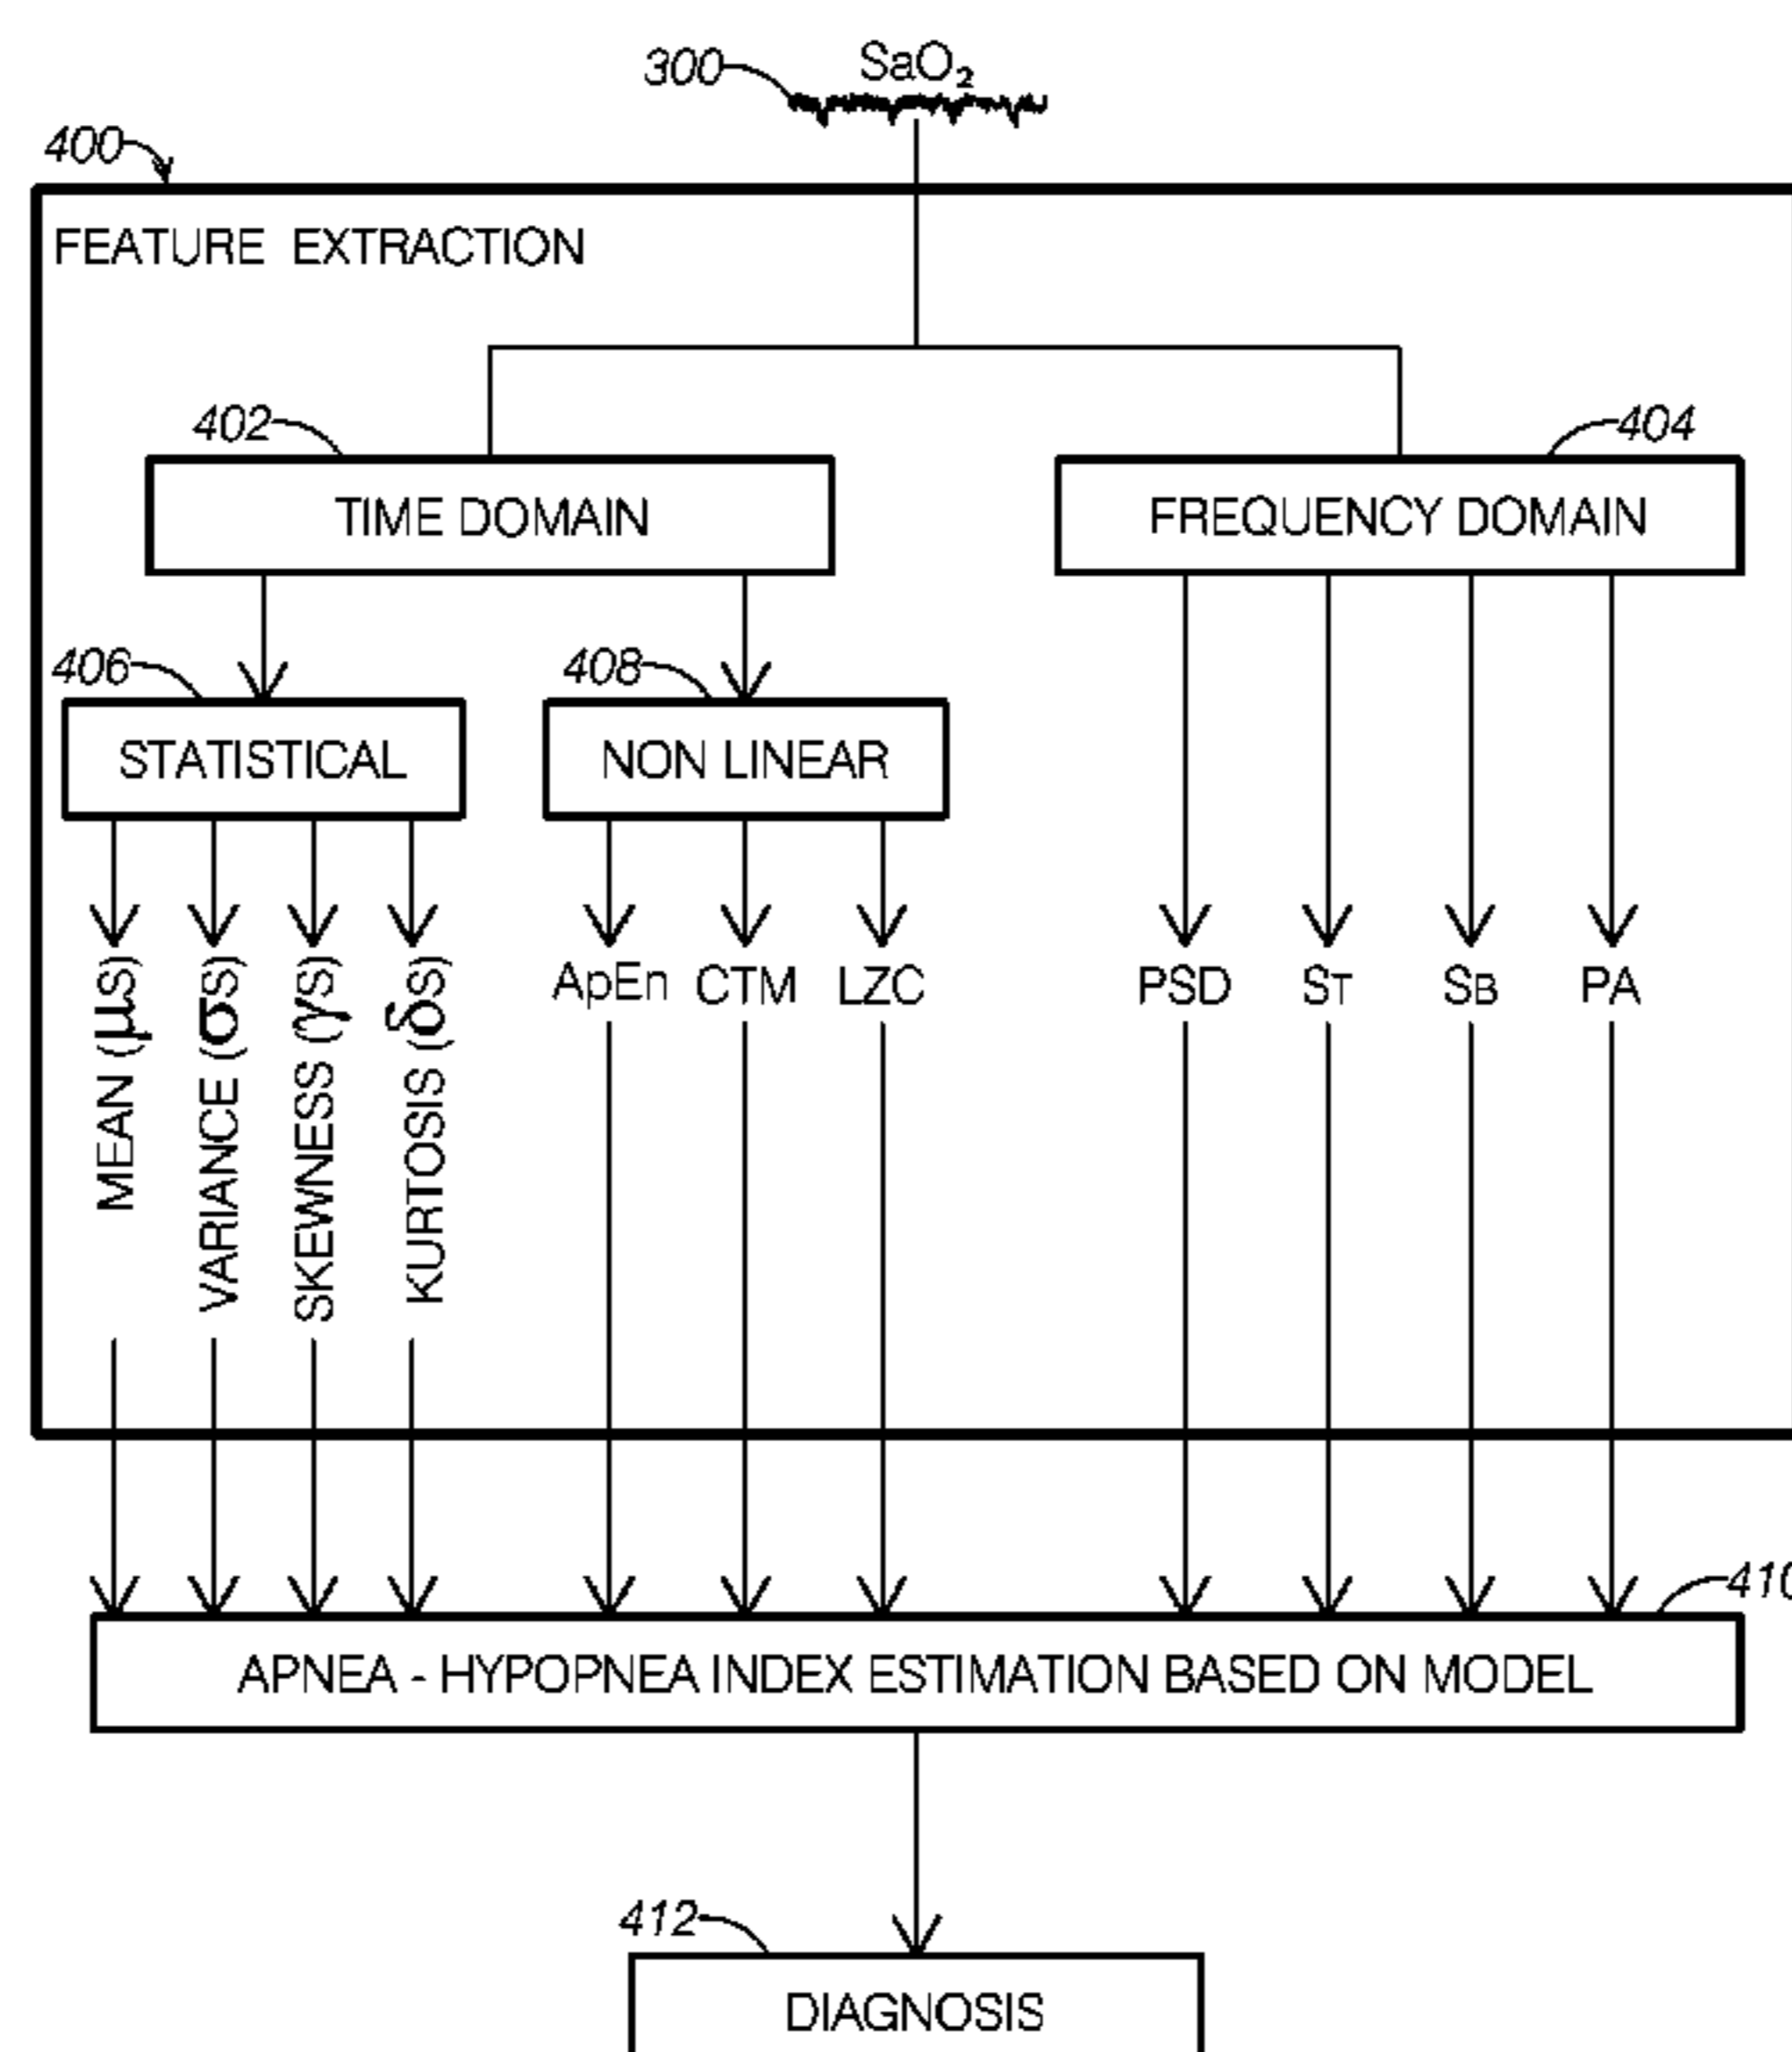 300
SaO₂
400
FEATURE EXTRACTION
402
404
TIME DOMAIN
FREQUENCY DOMAIN
406
408
STATISTICAL
NON LINEAR
MEAN (μS)
VARIANCE (σS)
SKEWNESS (γS)
KURTOSIS (δS)
ApEn
CTM
LZC
PSD
ST
SB
PA
410
APNEA - HYPOPNEA INDEX ESTIMATION BASED ON MODEL
412
DIAGNOSIS